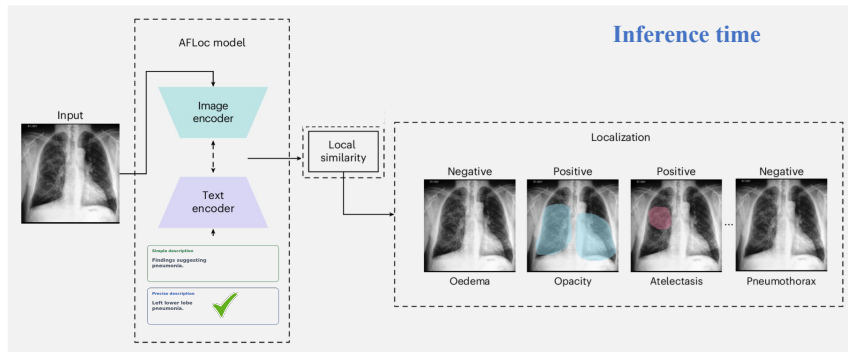 Inference time
AFLoc model
Input
Image
encoder
Text
encoder
Simple description
Findings suggesting
pneumonia.
Precise description
Left lower lobe
pneumonia.
Local
similarity
Localization
Negative
Positive
Positive
Negative
...
Oedema
Opacity
Atelectasis
Pneumothorax